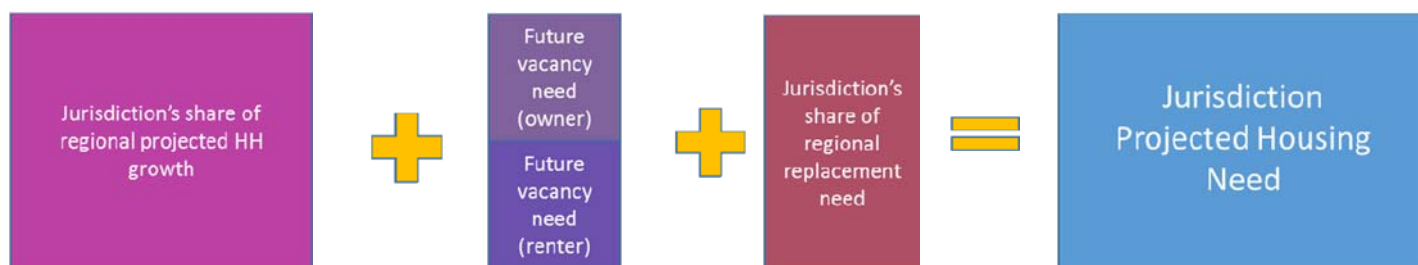 Jurisdiction's share of
regional projected HH
growth
Future
vacancy
need
(owner)
Future
vacancy
need
(renter)
Jurisdiction's
share of
regional
replacement
need
Jurisdiction
Projected Housing
Need